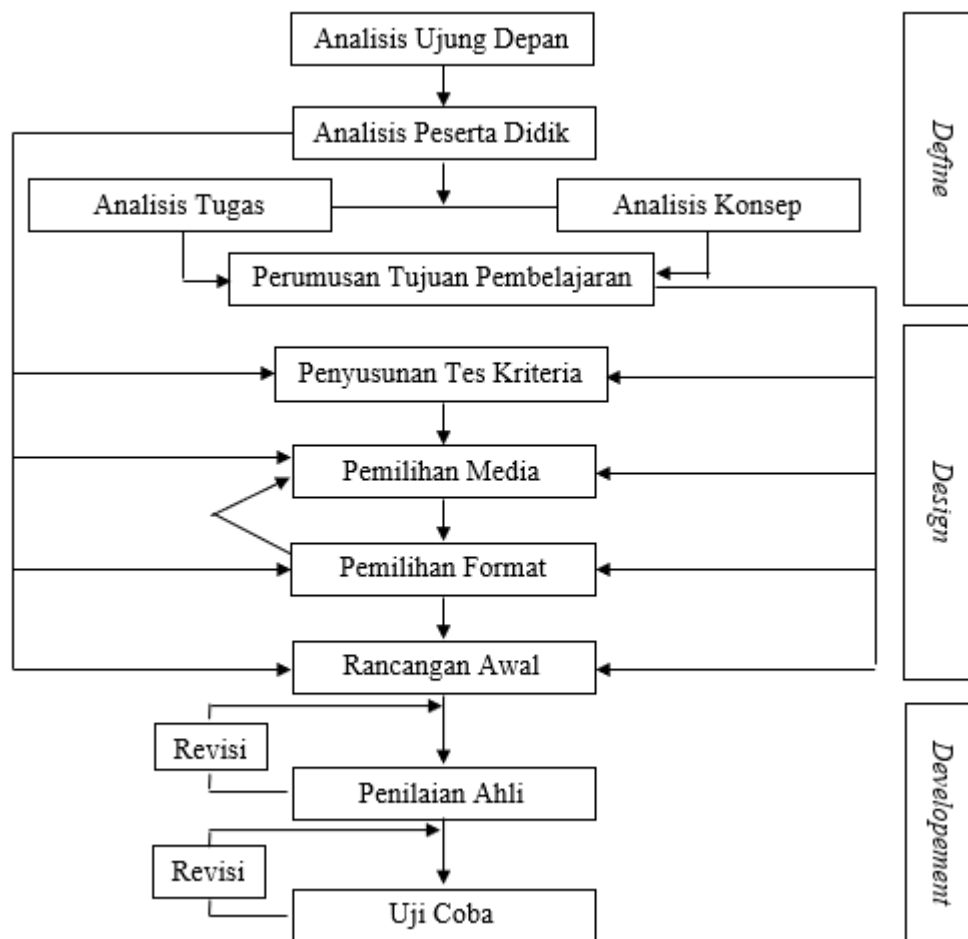 Analisis Ujung Depan
Analisis Peserta Didik
Analisis Tugas
Analisis Konsep
Perumusan Tujuan Pembelajaran
Define
Penyusunan Tes Kriteria
Pemilihan Media
Pemilihan Format
Rancangan Awal
Design
Revisi
Penilaian Ahli
Revisi
Uji Coba
Developement